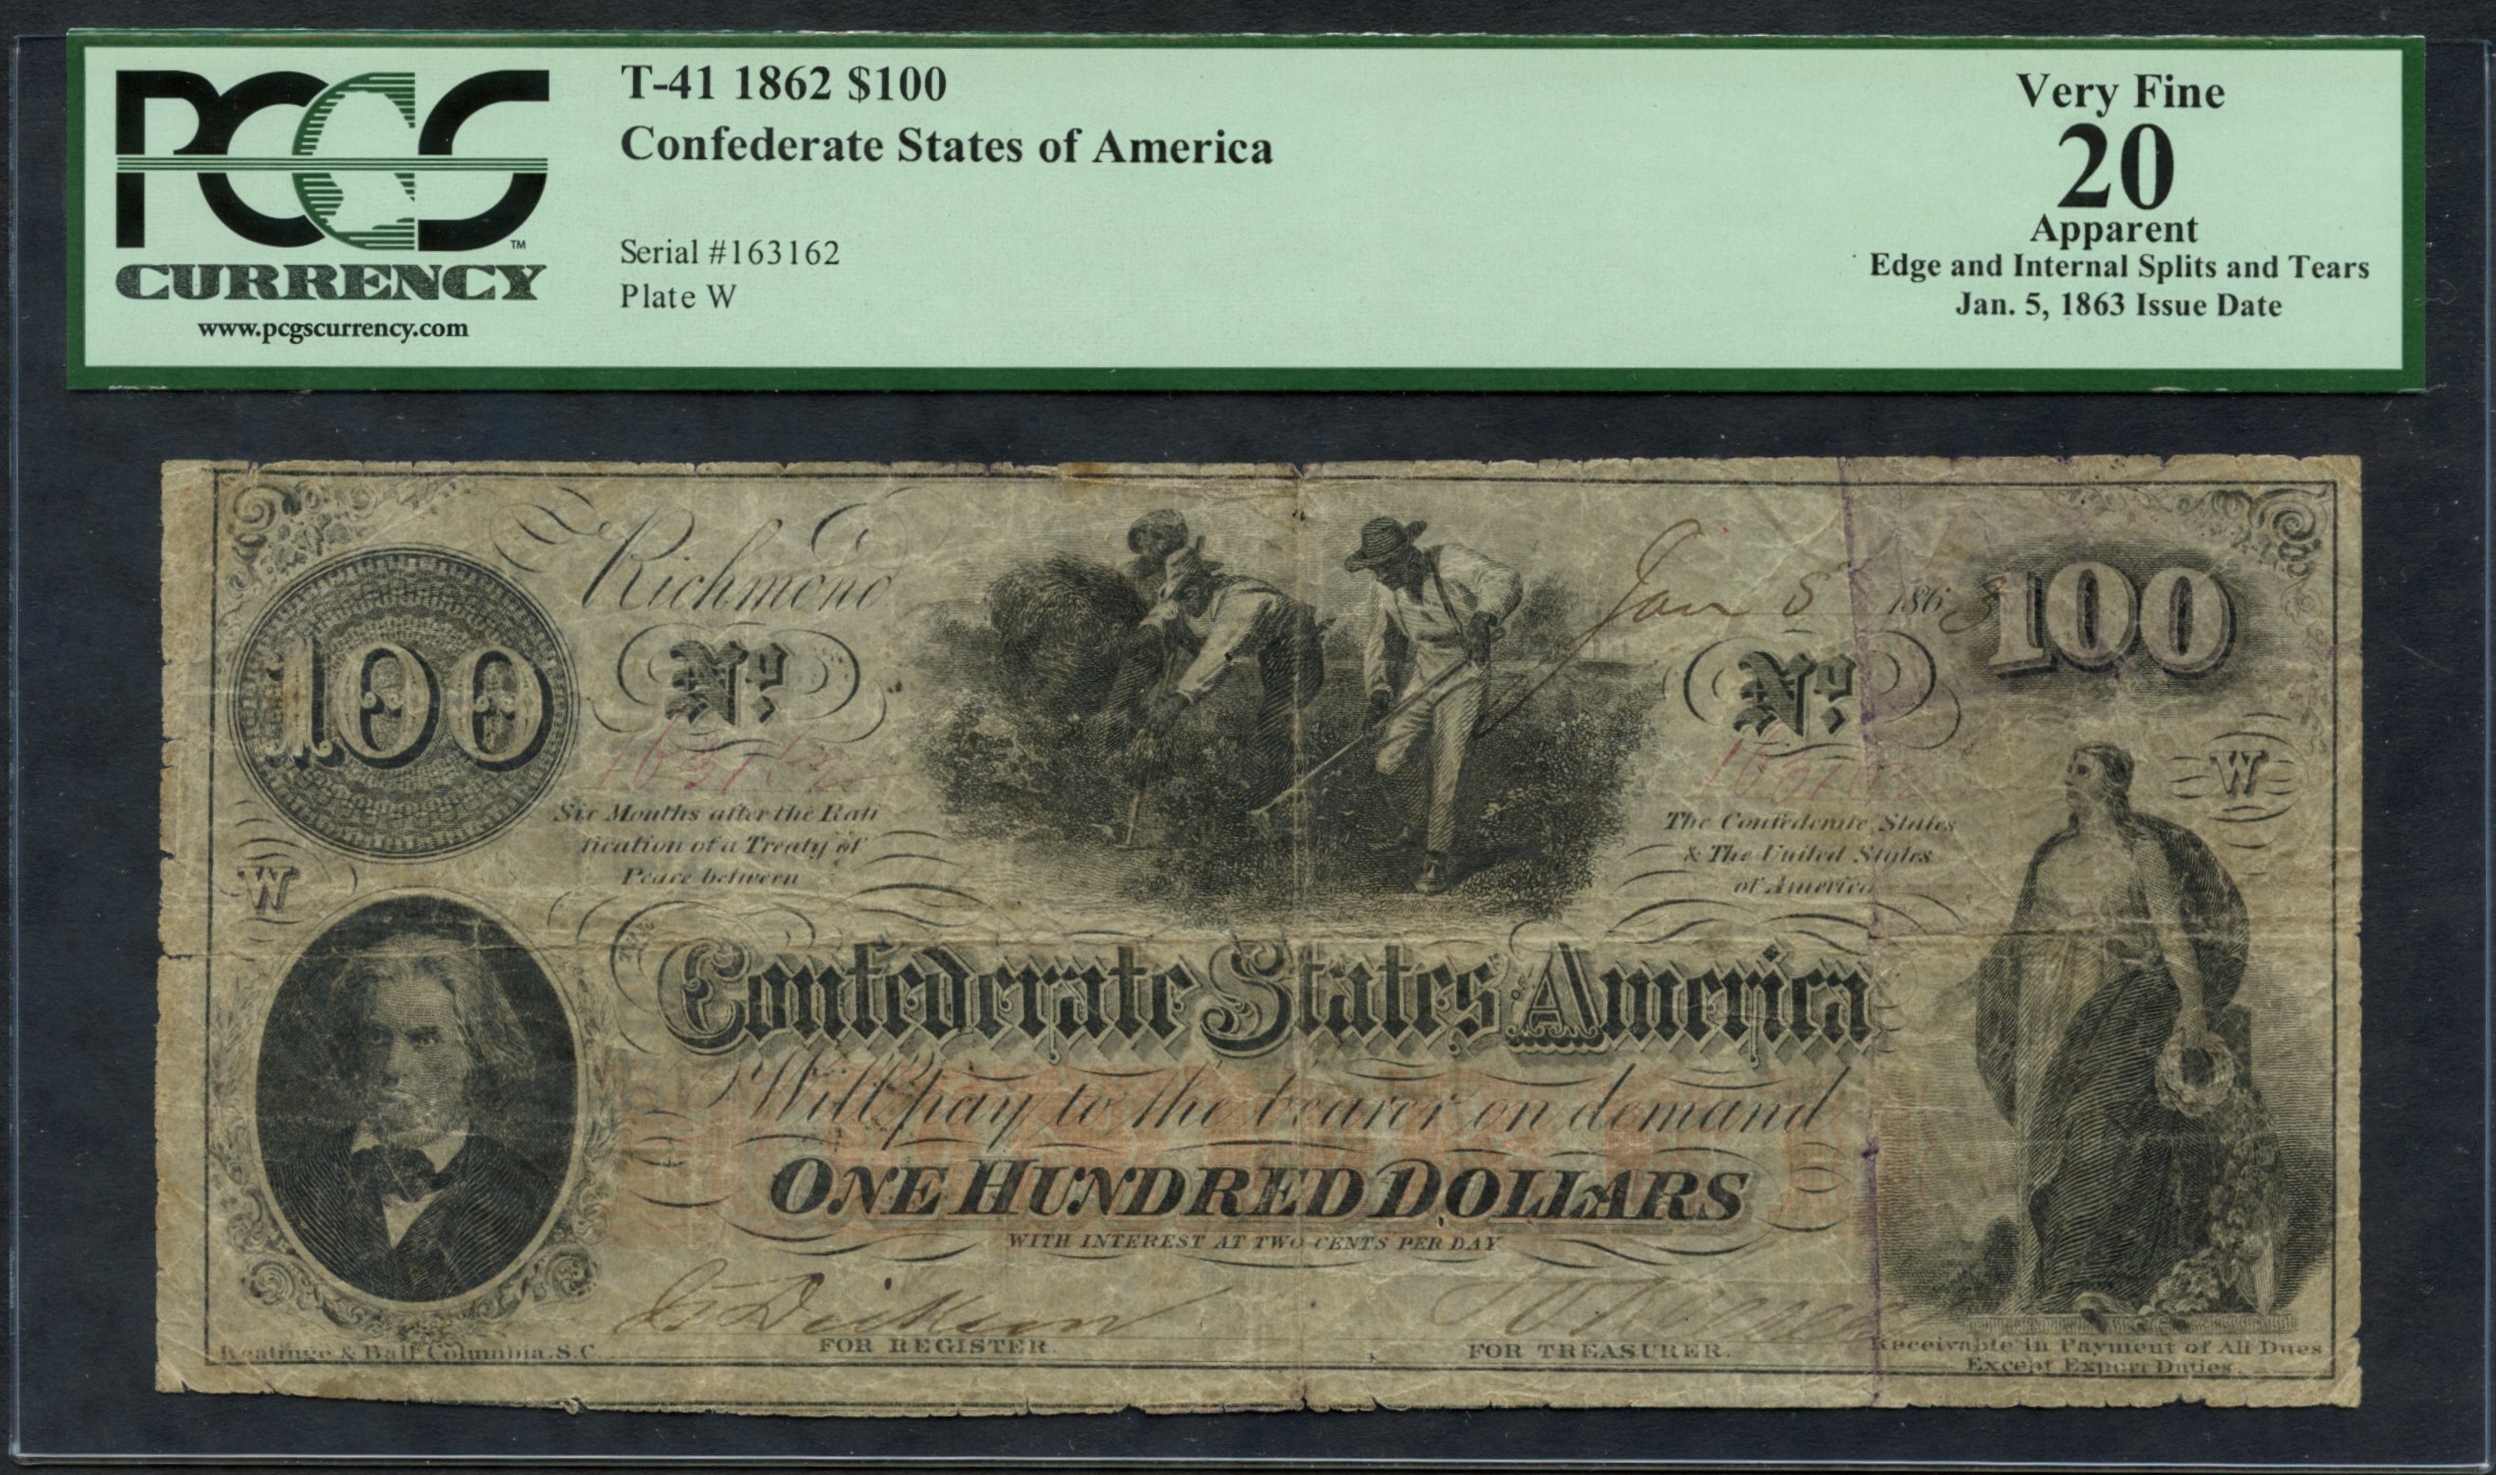 PCGS
CURRENCY
™
www.pcgscurrency.com
T-41 1862 $100
Confederate States of America
Serial #163162
Plate W
Very Fine
20
Apparent
Edge and Internal Splits and Tears
Jan. 5, 1863 Issue Date
Richmond
Jan 5 1863
100
100
No.
No.
163162
163162
W
W
Six Months after the Rati
fication of a Treaty of
Peace between
The Confederate States
& The United States
of America
Confederate States of America
Will pay to the bearer on demand
ONE HUNDRED DOLLARS
WITH INTEREST AT TWO CENTS PER DAY
FOR REGISTER.
FOR TREASURER.
Keatinge & Ball, Columbia, S.C.
Receivable in Payment of All Dues
Except Export Duties.